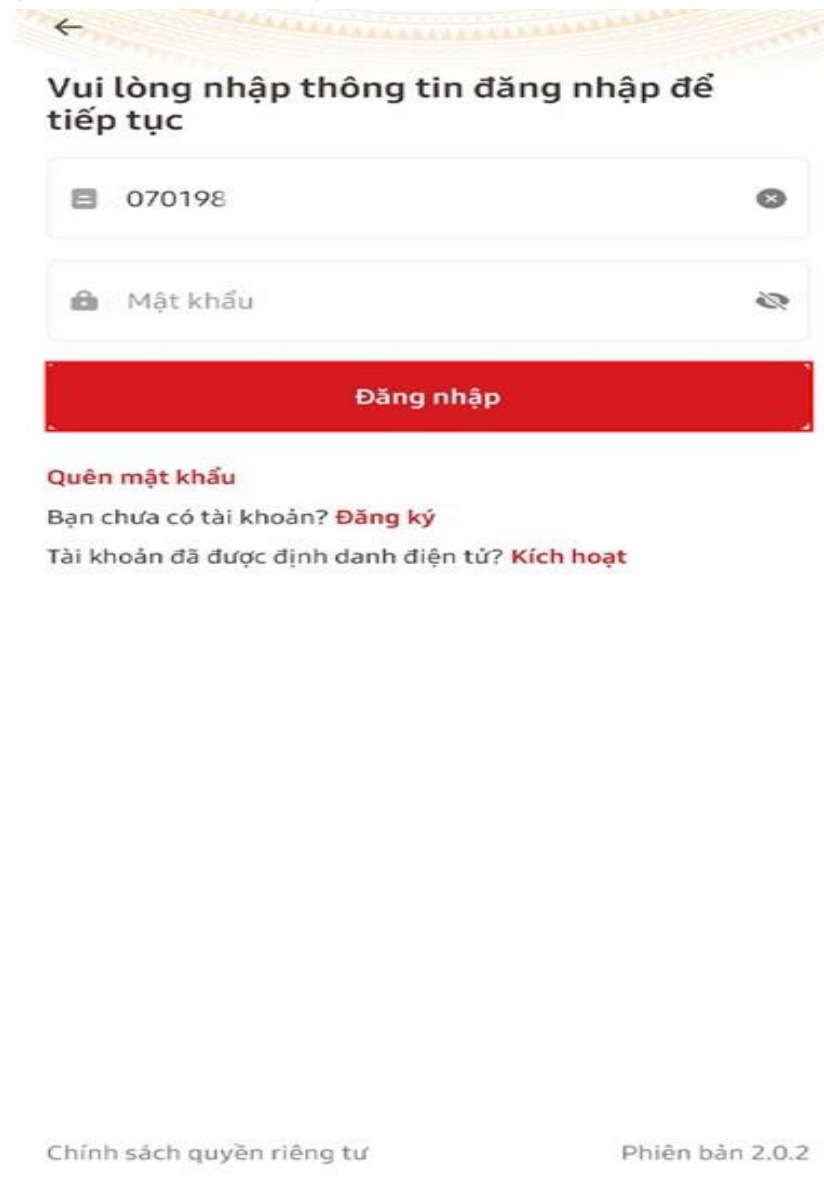 Vui lòng nhập thông tin đăng nhập để
tiếp tục
070198
Mật khẩu
Đăng nhập
Quên mật khẩu
Bạn chưa có tài khoản? Đăng ký
Tài khoản đã được định danh điện tử? Kích hoạt
Chính sách quyền riêng tư
Phiên bản 2.0.2